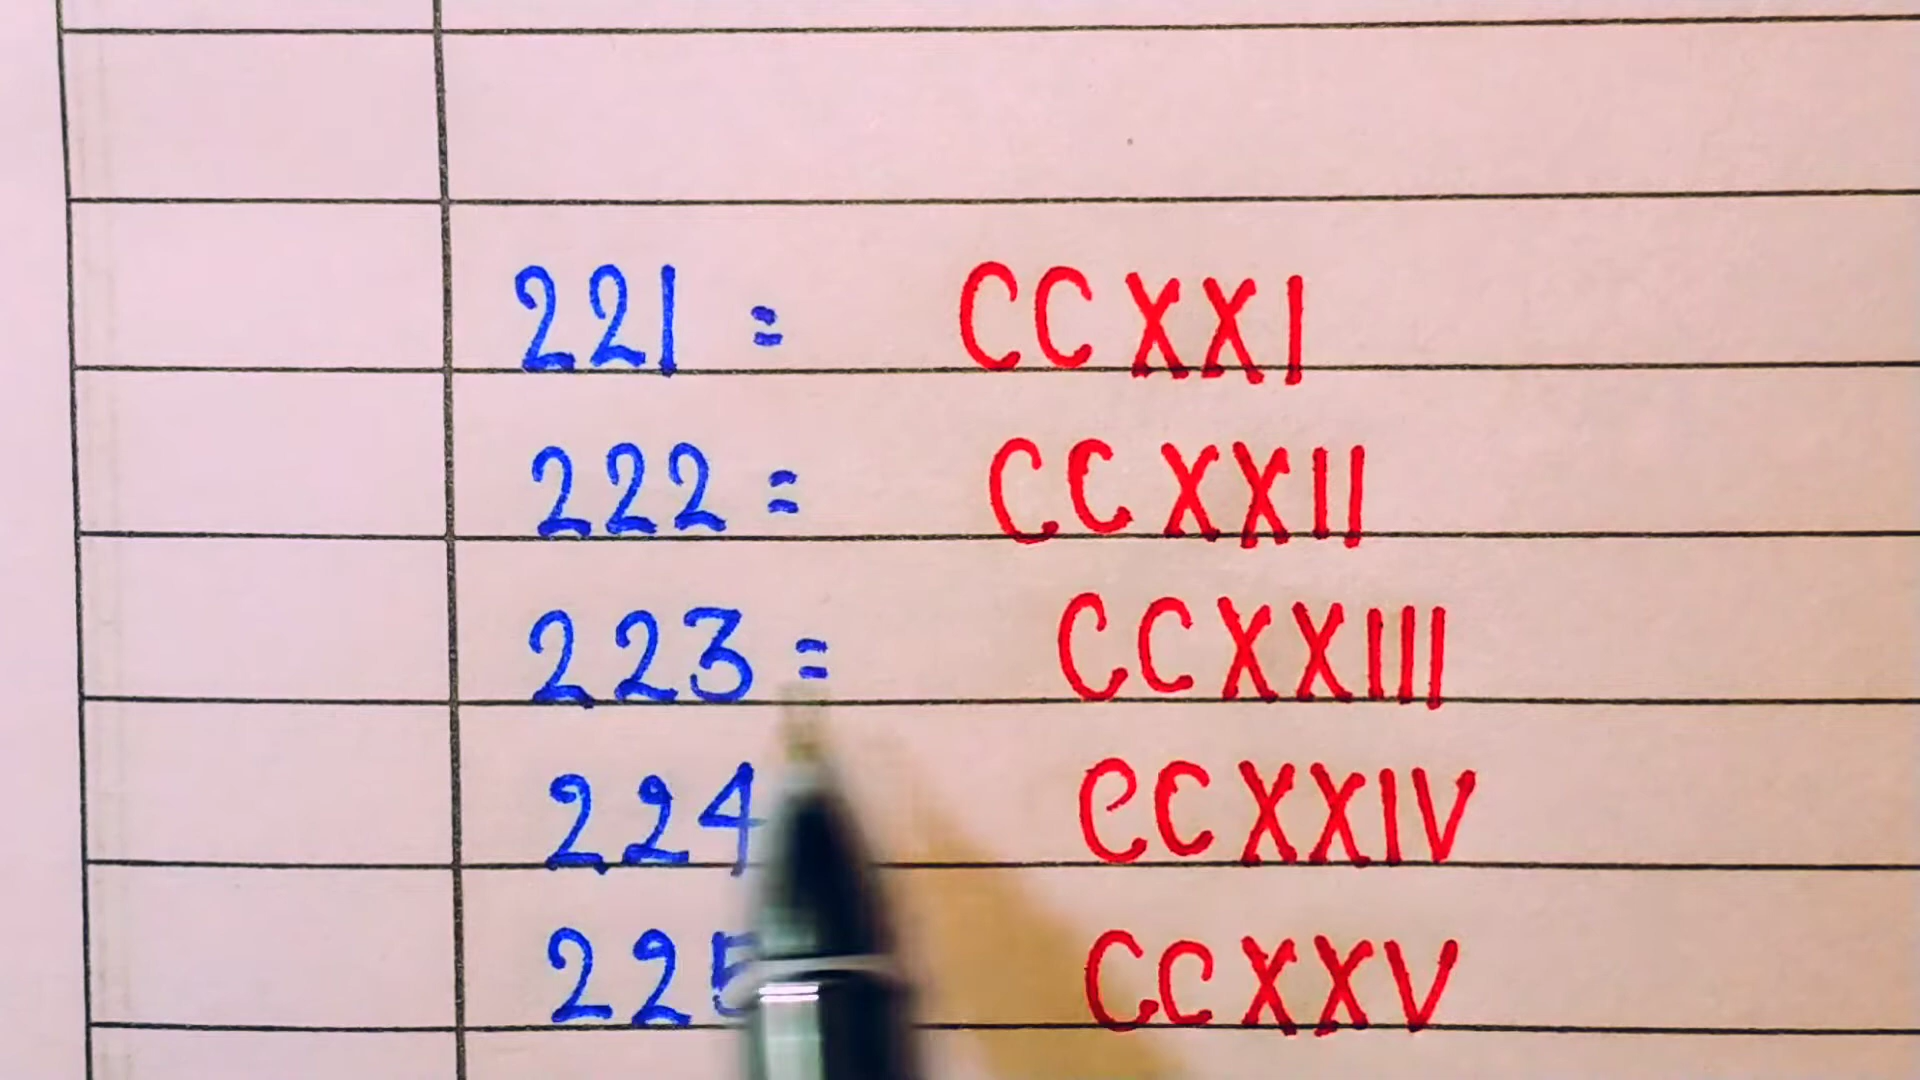 221 = CCXXI
222 = CCXXII
223 = CCXXIII
224 CCXXIV
225 CCXXV